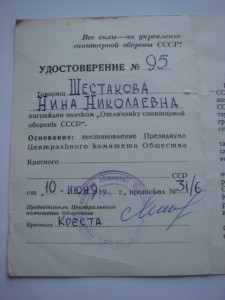 Все силы—на укрепление
санитарной обороны СССР!
УДОСТОВЕРЕНИЕ № 95
Товарищ ШЕСТАКОВА
НИНА НИКОЛАЕВНА
награжден значком „Отличнику санитарной
обороны СССР“.
Основание: постановление Президиума
Центрального комитета Общества
Красного
ССР
от „10“ ИЮНЯ 19 г., протокол № 31/6
Председатель Центрального
комитета Общества
Красного КРЕСТА